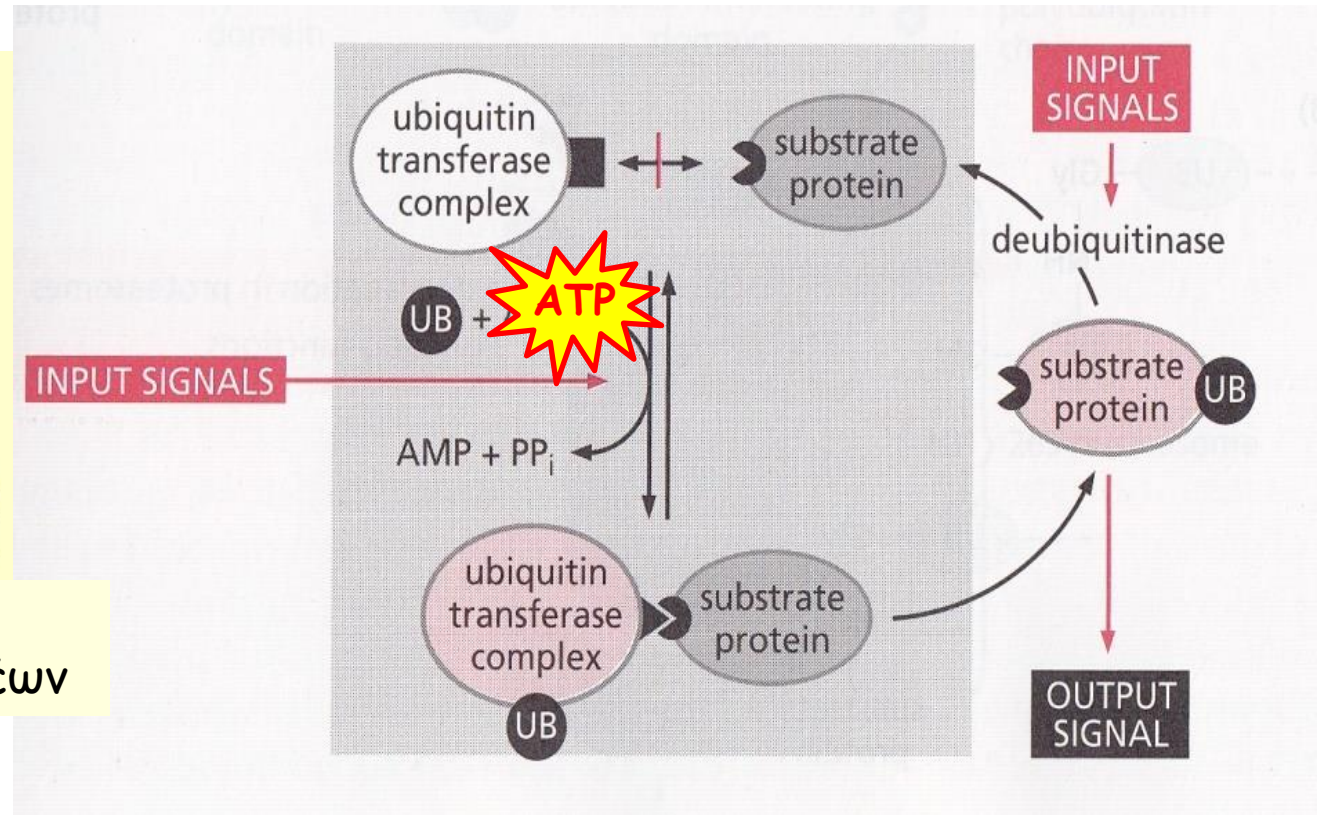 ubiquitin
transferase
complex
substrate
protein
INPUT
SIGNALS
deubiquitinase
UB +
ATP
INPUT SIGNALS
AMP + PPi
substrate
protein
UB
ubiquitin
transferase
complex
UB
substrate
protein
OUTPUT
SIGNAL
Gly